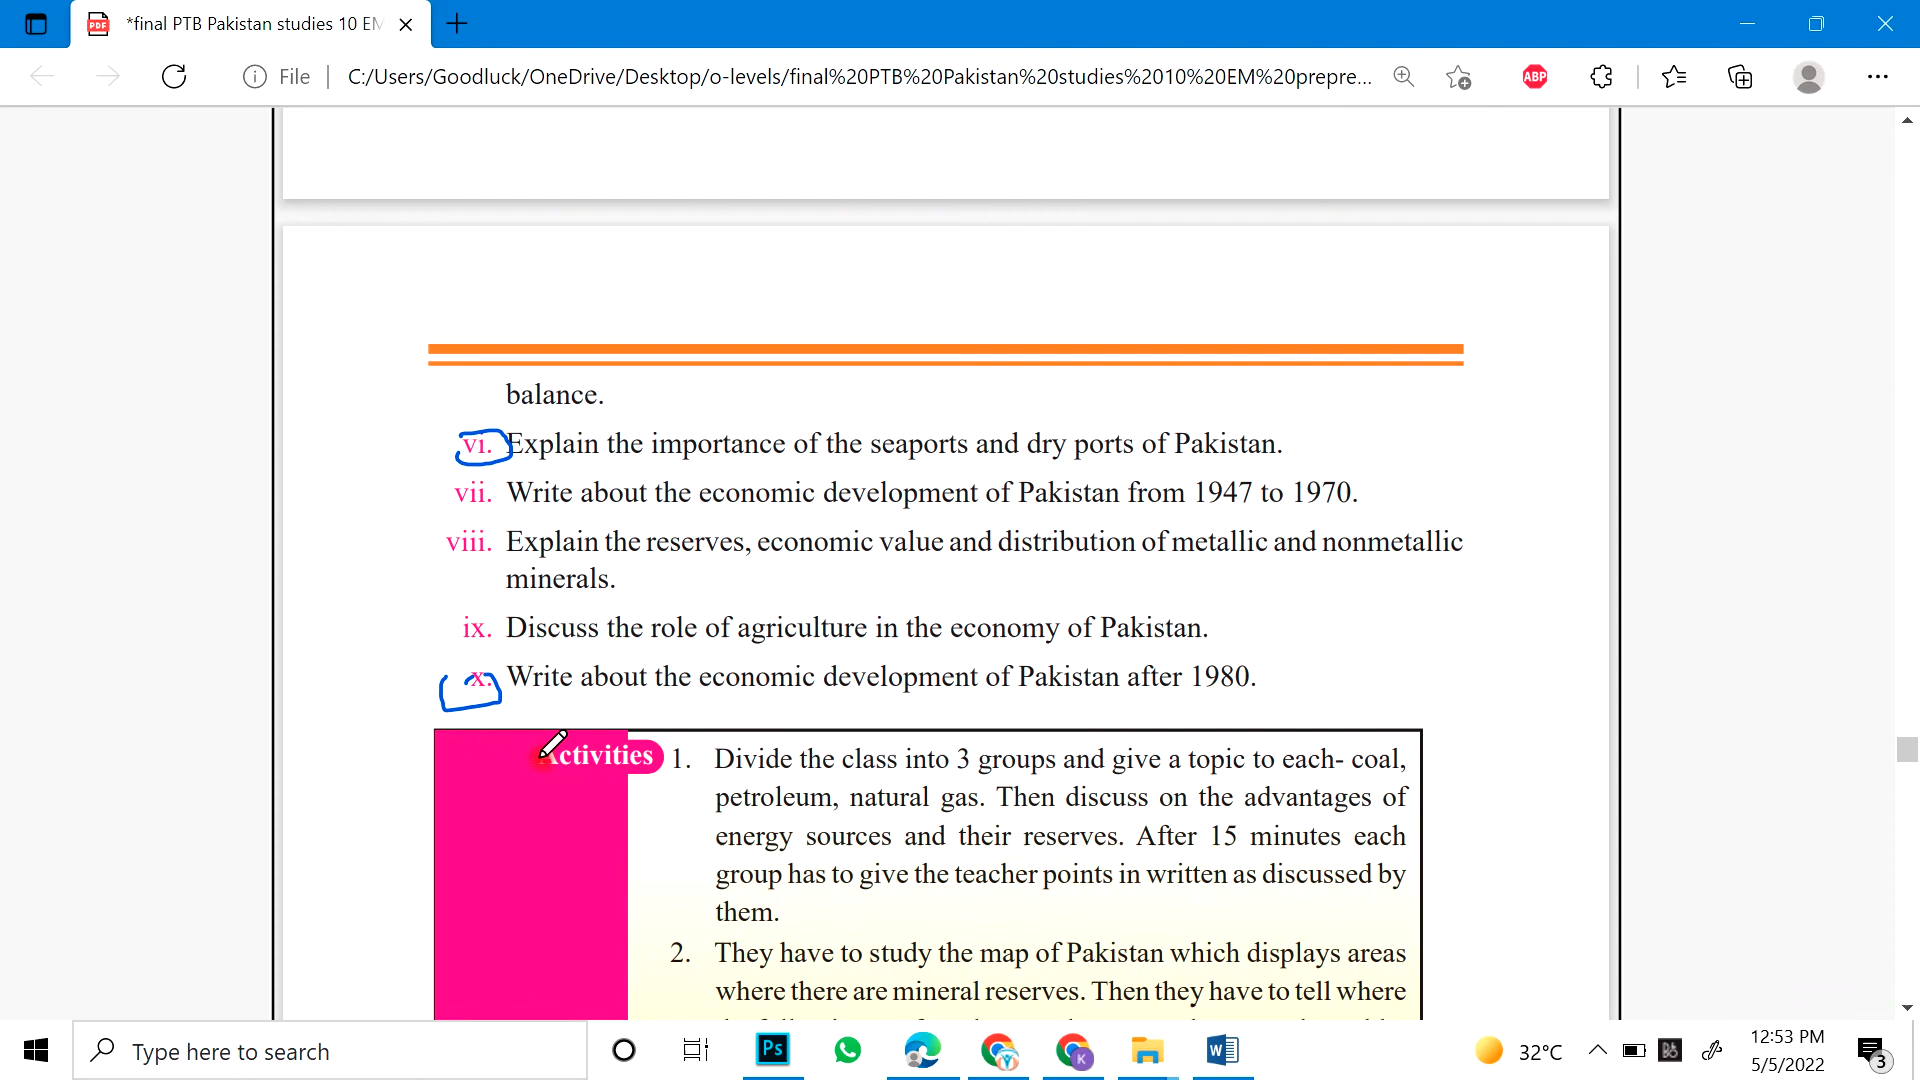 *final PTB Pakistan studies 10 EM
File
C:/Users/Goodluck/OneDrive/Desktop/o-levels/final%20PTB%20Pakistan%20studies%2010%20EM%20prepre...
ABP
balance.
vi. Explain the importance of the seaports and dry ports of Pakistan.
vii. Write about the economic development of Pakistan from 1947 to 1970.
viii. Explain the reserves, economic value and distribution of metallic and nonmetallic
minerals.
ix. Discuss the role of agriculture in the economy of Pakistan.
x. Write about the economic development of Pakistan after 1980.
Activities
1. Divide the class into 3 groups and give a topic to each- coal,
petroleum, natural gas. Then discuss on the advantages of
energy sources and their reserves. After 15 minutes each
group has to give the teacher points in written as discussed by
them.
2. They have to study the map of Pakistan which displays areas
where there are mineral reserves. Then they have to tell where
Type here to search
Ps
K
W
32°C
12:53 PM
5/5/2022
3